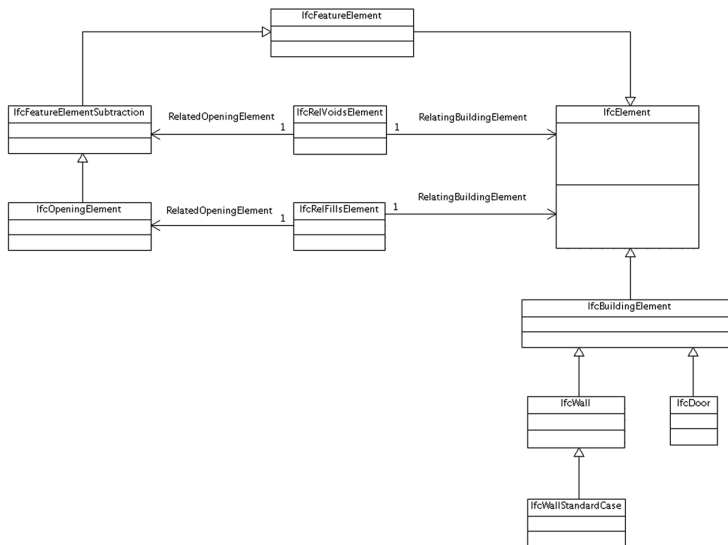 IfcFeatureElement
IfcFeatureElementSubtraction
RelatedOpeningElement
1
IfcRelVoidsElement
1
RelatingBuildingElement
IfcElement
IfcOpeningElement
RelatedOpeningElement
1
IfcRelFillsElement
1
RelatingBuildingElement
IfcBuildingElement
IfcWall
IfcDoor
IfcWallStandardCase